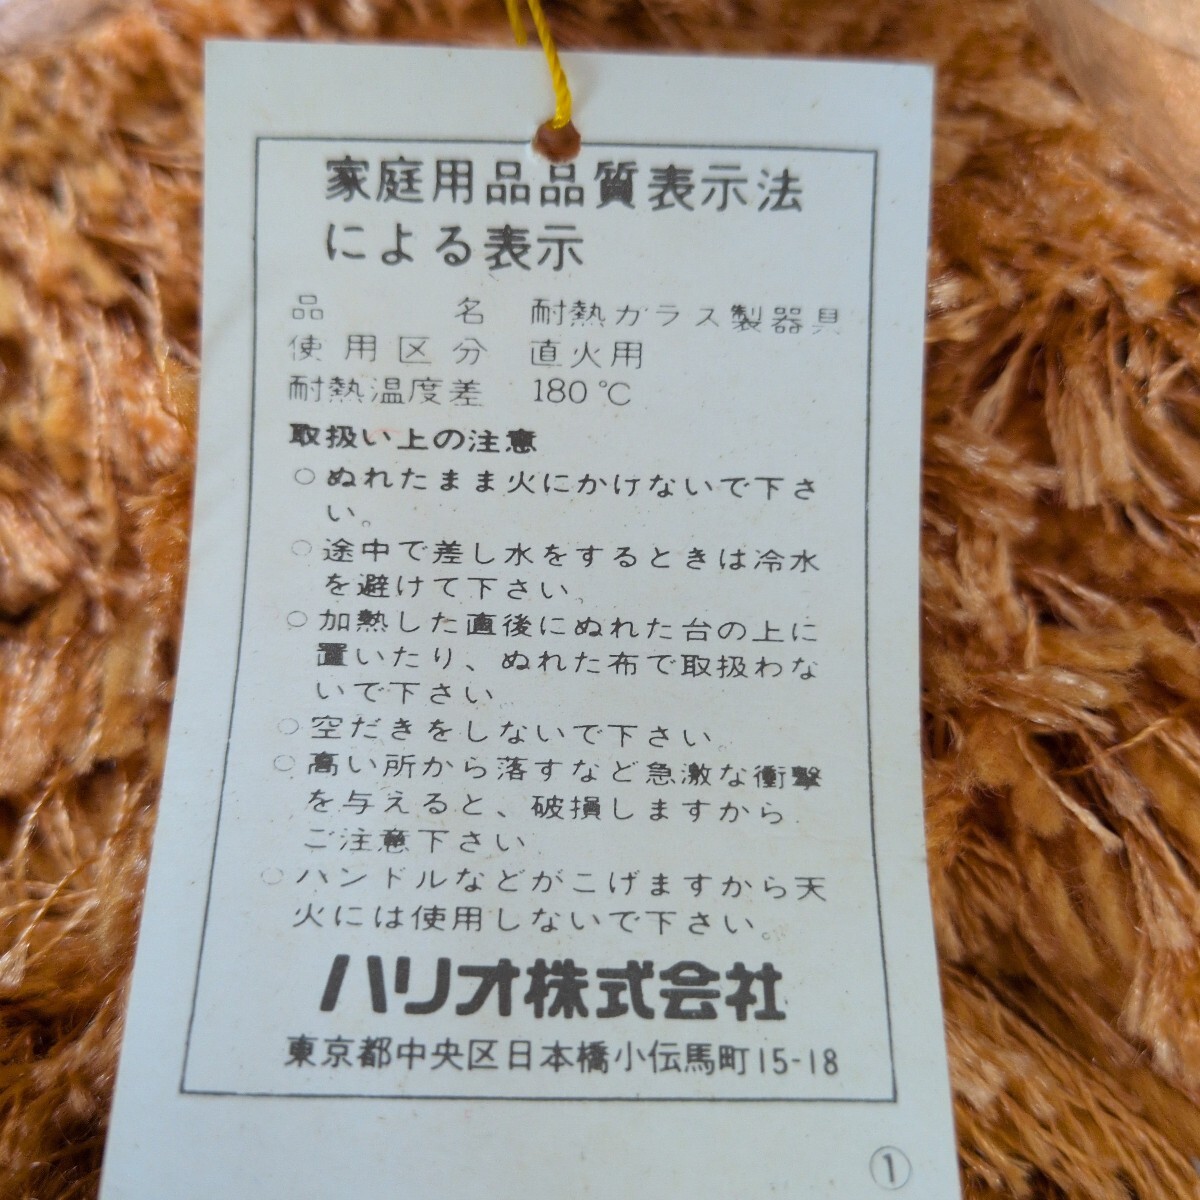 家庭用品品質表示法
による表示
品名 耐熱ガラス製器具
使用区分 直火用
耐熱温度差 180℃
取扱い上の注意
○ぬれたまま火にかけないで下さ
い。
○途中で差し水をするときは冷水
を避けて下さい。
○加熱した直後にぬれた台の上に
置いたり、ぬれた布で取扱わな
いで下さい
○空だきをしないで下さい
○高い所から落すなど急激な衝撃
を与えると、破損しますから
ご注意下さい
○ハンドルなどがこげますから天
火には使用しないで下さい。
ハリオ株式会社
東京都中央区日本橋小伝馬町15-18
①